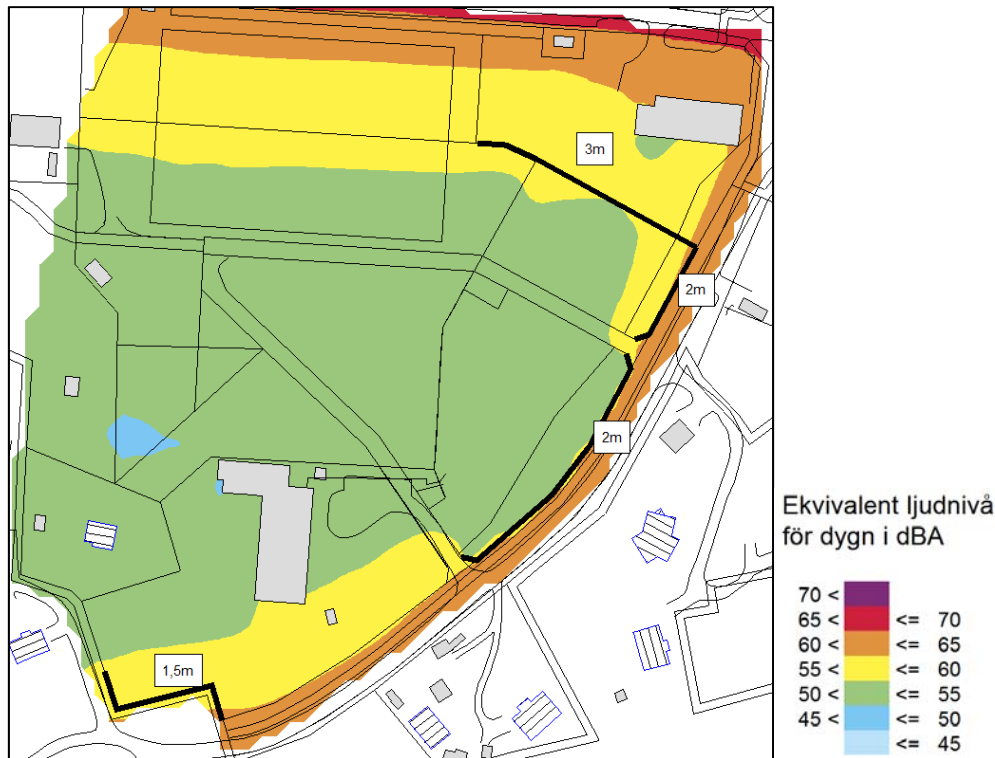 3m
2m
2m
1,5m
Ekvivalent ljudnivå
för dygn i dBA
70 <
65 < <= 70
60 < <= 65
55 < <= 60
50 < <= 55
45 < <= 50
<= 45